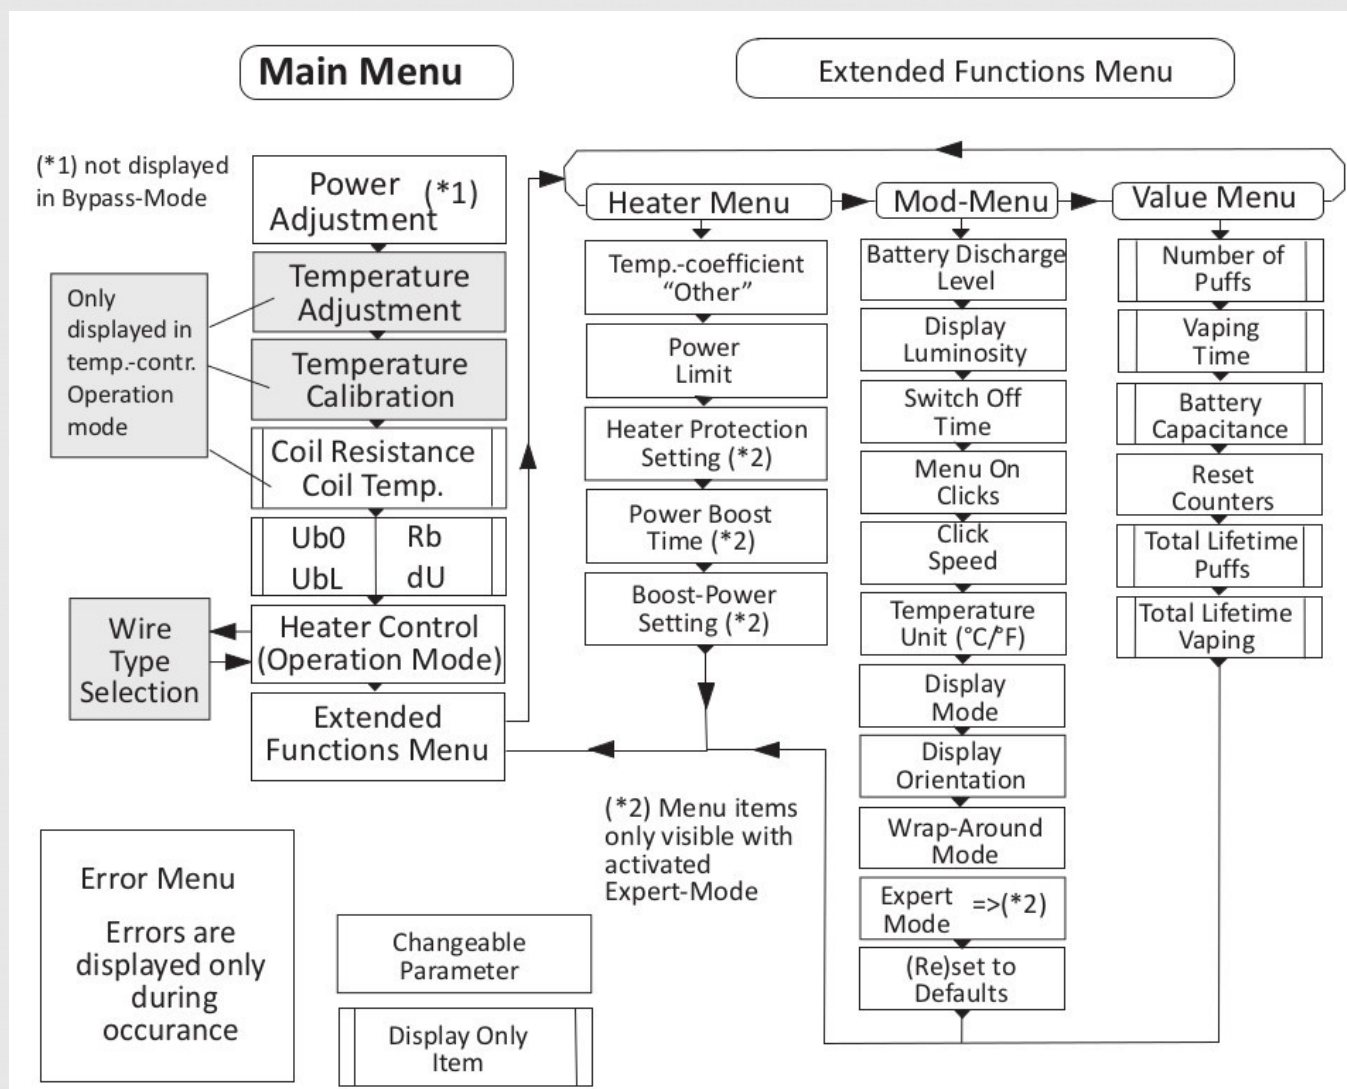 Main Menu
Extended Functions Menu
(*1) not displayed
in Bypass-Mode
Power (*1)
Adjustment
Temperature
Adjustment
Only
displayed in
temp.-contr.
Operation
mode
Temperature
Calibration
Coil Resistance
Coil Temp.
Ub0 Rb
UbL dU
Wire
Type
Selection
Heater Control
(Operation Mode)
Extended
Functions Menu
Heater Menu
Temp.-coefficient
“Other”
Power
Limit
Heater Protection
Setting (*2)
Power Boost
Time (*2)
Boost-Power
Setting (*2)
(*2) Menu items
only visible with
activated
Expert-Mode
Mod-Menu
Battery Discharge
Level
Display
Luminosity
Switch Off
Time
Menu On
Clicks
Click
Speed
Temperature
Unit (°C/°F)
Display
Mode
Display
Orientation
Wrap-Around
Mode
Expert =>(*2)
Mode
(Re)set to
Defaults
Value Menu
Number of
Puffs
Vaping
Time
Battery
Capacitance
Reset
Counters
Total Lifetime
Puffs
Total Lifetime
Vaping
Error Menu
Errors are
displayed only
during
occurance
Changeable
Parameter
Display Only
Item